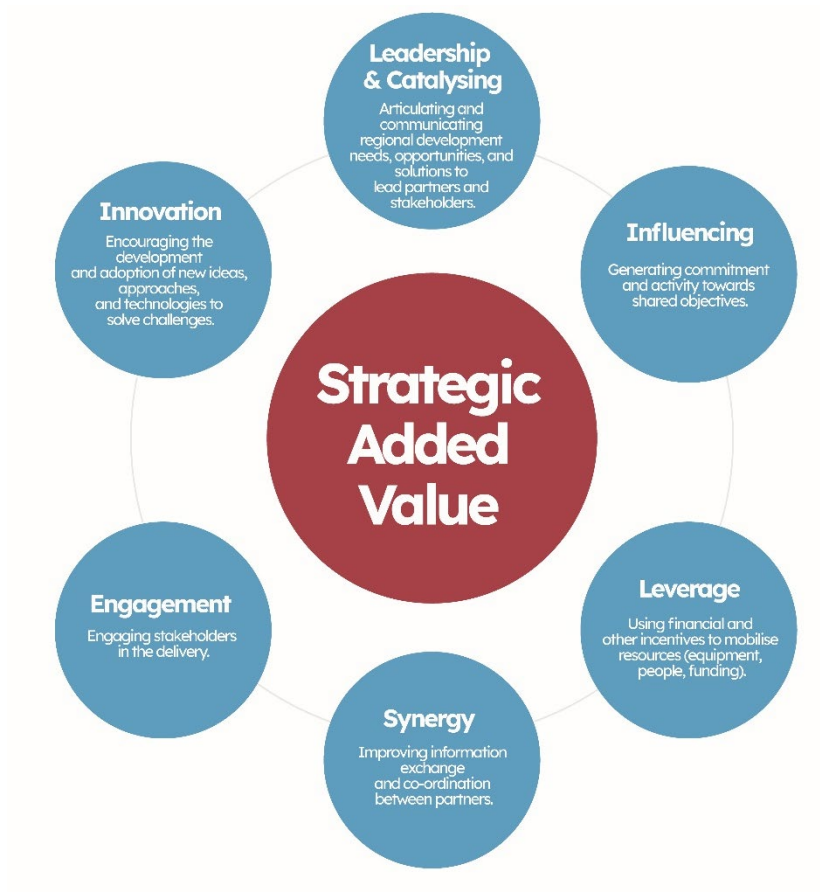 Leadership
& Catalysing
Articulating and
communicating
regional development
needs, opportunities, and
solutions to
lead partners and
stakeholders.
Influencing
Generating commitment
and activity towards
shared objectives.
Leverage
Using financial and
other incentives to mobilise
resources (equipment,
people, funding).
Synergy
Improving information
exchange
and co-ordination
between partners.
Engagement
Engaging stakeholders
in the delivery.
Innovation
Encouraging the
development
and adoption of new ideas,
approaches,
and technologies to
solve challenges.
Strategic
Added
Value